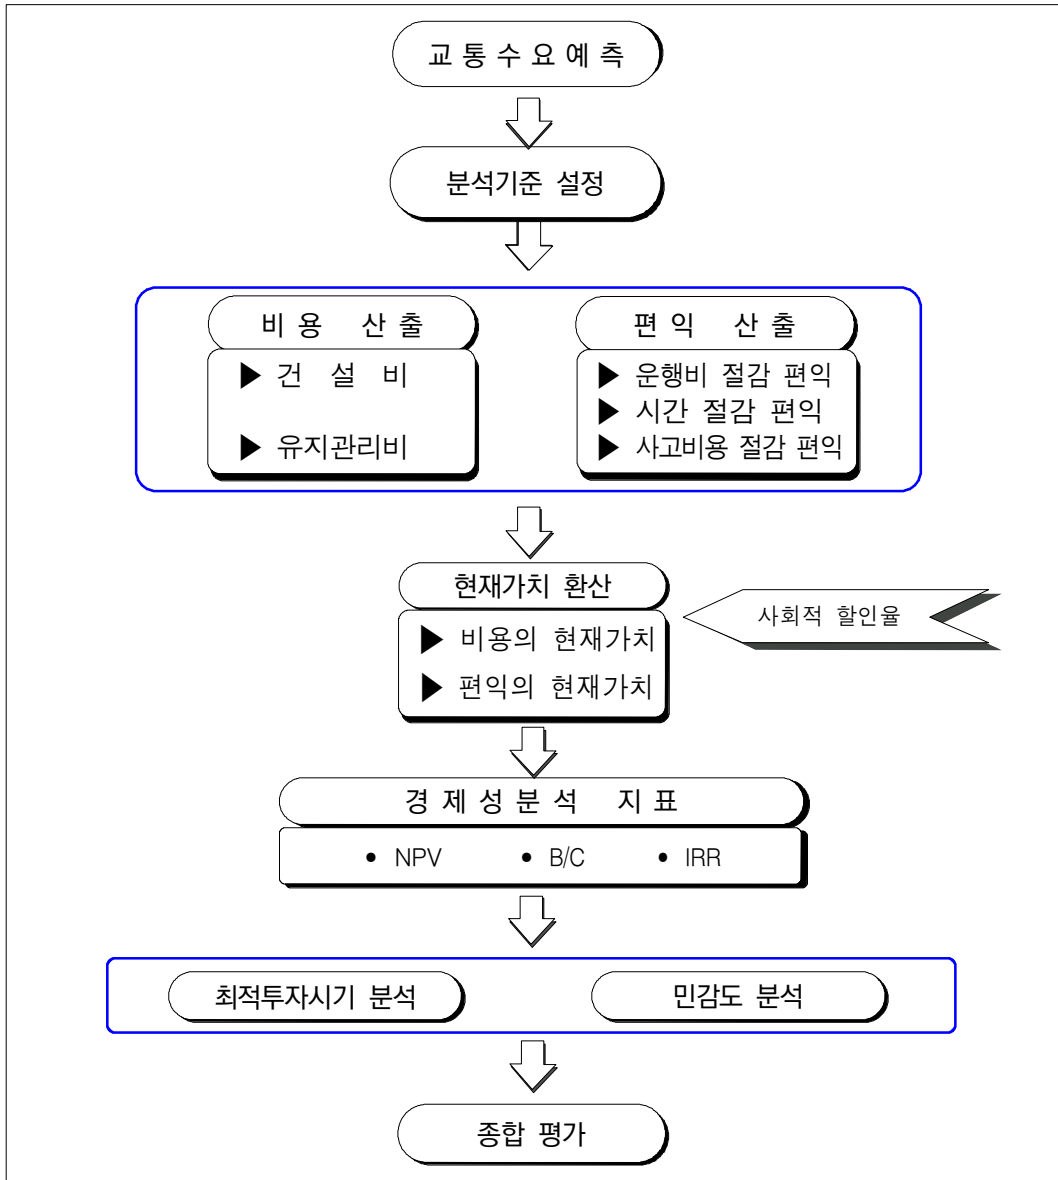 교 통 수 요 예 측
분석기준 설정
비 용 산 출
▶ 건 설 비
▶ 유지관리비
편 익 산 출
▶ 운행비 절감 편익
▶ 시간 절감 편익
▶ 사고비용 절감 편익
현재가치 환산
▶ 비용의 현재가치
▶ 편익의 현재가치
사회적 할인율
경 제 성 분 석 지 표
• NPV • B/C • IRR
최적투자시기 분석
민감도 분석
종합 평가